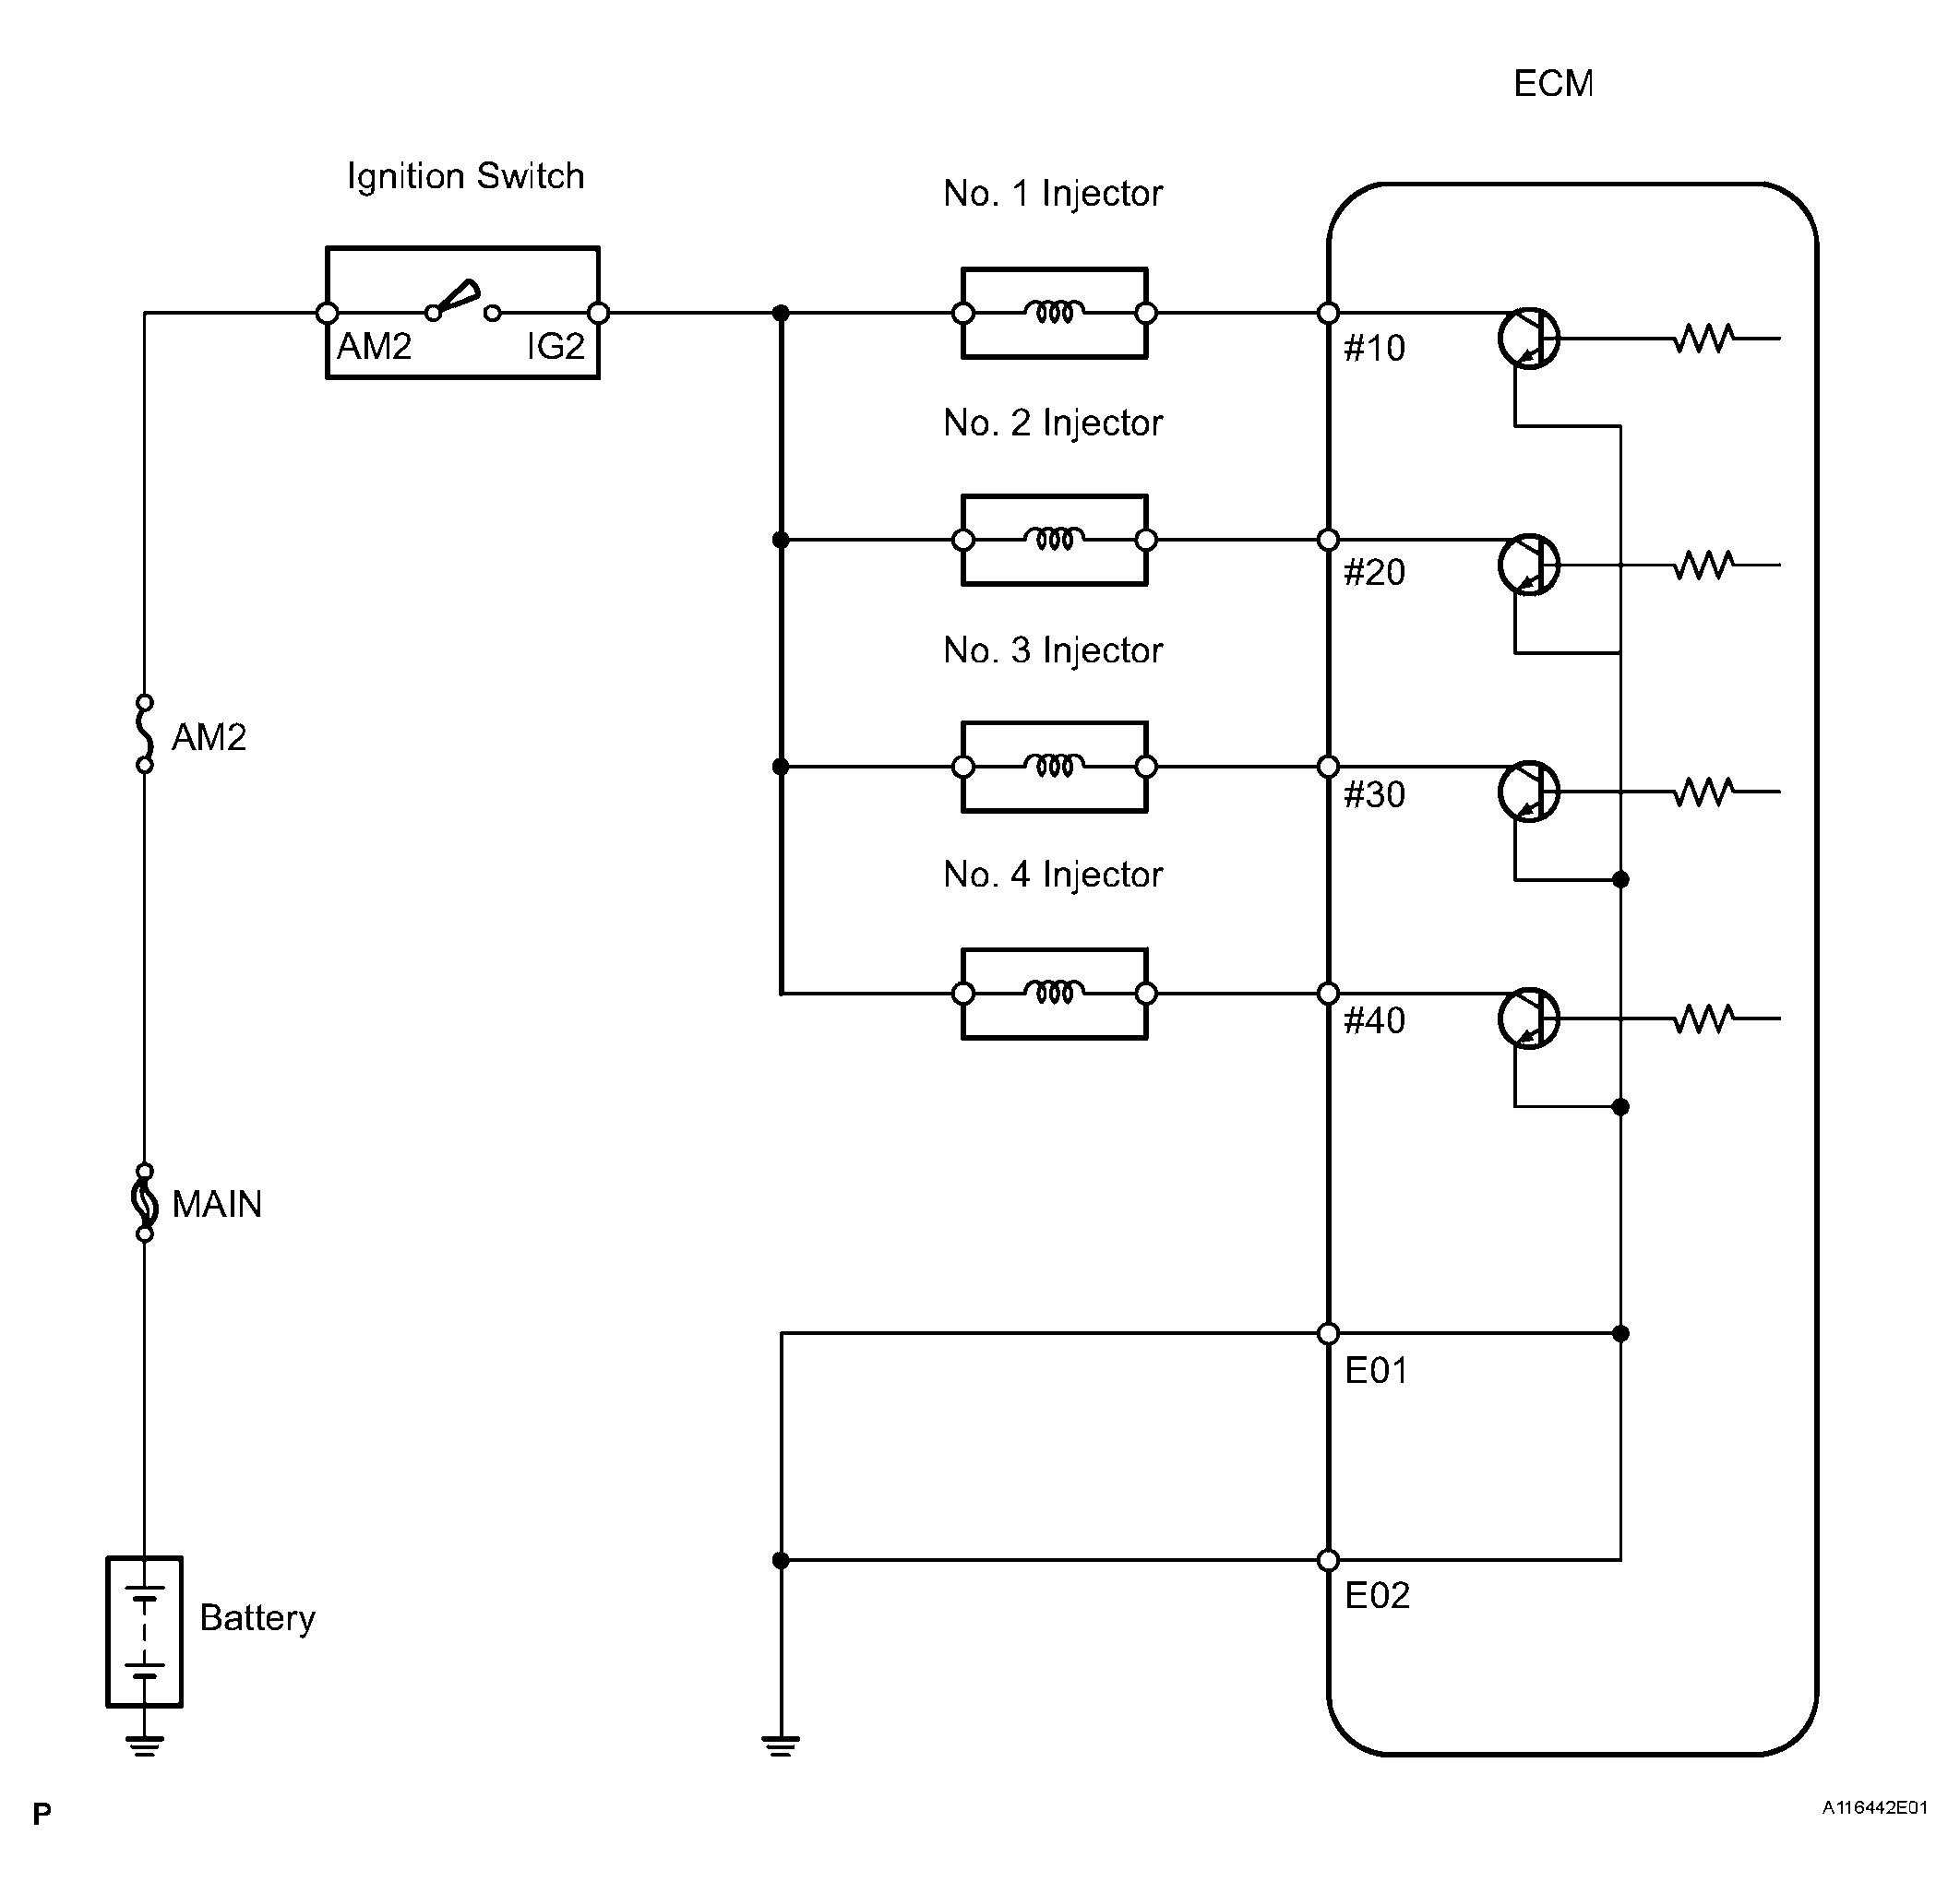 ECM
Ignition Switch
No. 1 Injector
AM2
IG2
#10
No. 2 Injector
#20
No. 3 Injector
AM2
#30
No. 4 Injector
#40
MAIN
E01
E02
Battery
P
A116442E01